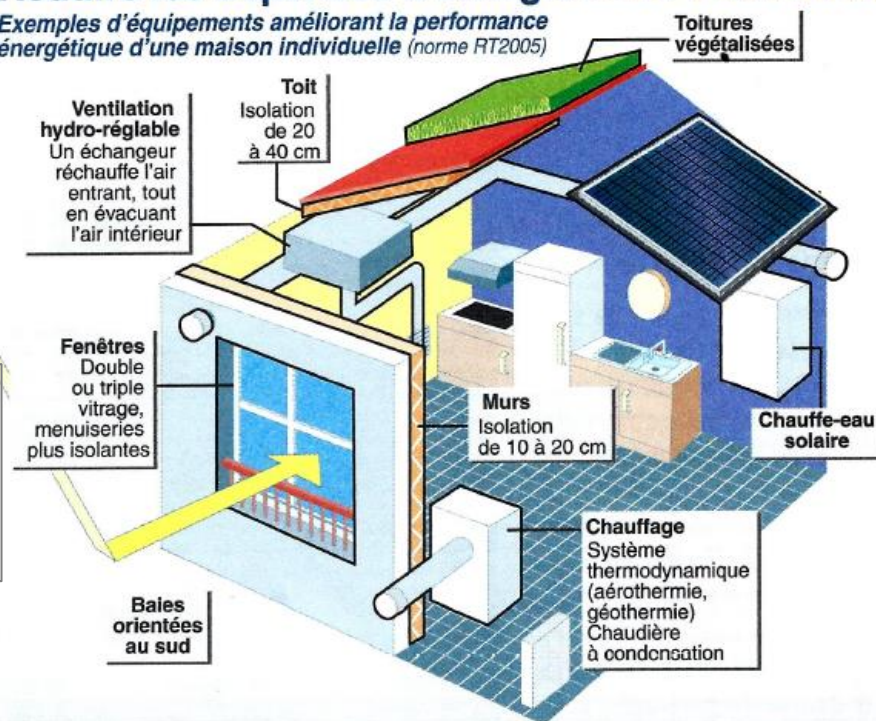 Exemples d'équipements améliorant la performance
énergétique d'une maison individuelle (norme RT2005)
Toitures
végétalisées
Toit
Isolation
de 20
à 40 cm
Ventilation
hydro-réglable
Un échangeur
réchauffe l'air
entrant, tout
en évacuant
l'air intérieur
Fenêtres
Double
ou triple
vitrage,
menuiseries
plus isolantes
Murs
Isolation
de 10 à 20 cm
Chauffe-eau
solaire
Chauffage
Système
thermodynamique
(aérothermie,
géothermie)
Chaudière
à condensation
Baies
orientées
au sud